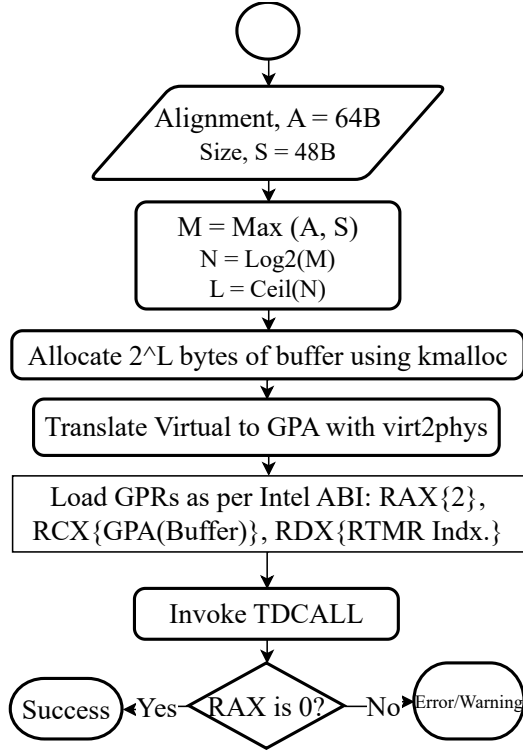 Alignment, A = 64B
Size, S = 48B
M = Max (A, S)
N = Log2(M)
L = Ceil(N)
Allocate 2^L bytes of buffer using kmalloc
Translate Virtual to GPA with virt2phys
Load GPRs as per Intel ABI: RAX{2},
RCX{GPA(Buffer)}, RDX{RTMR Indx.}
Invoke TDCALL
Success
Yes
RAX is 0?
No
Error/Warning